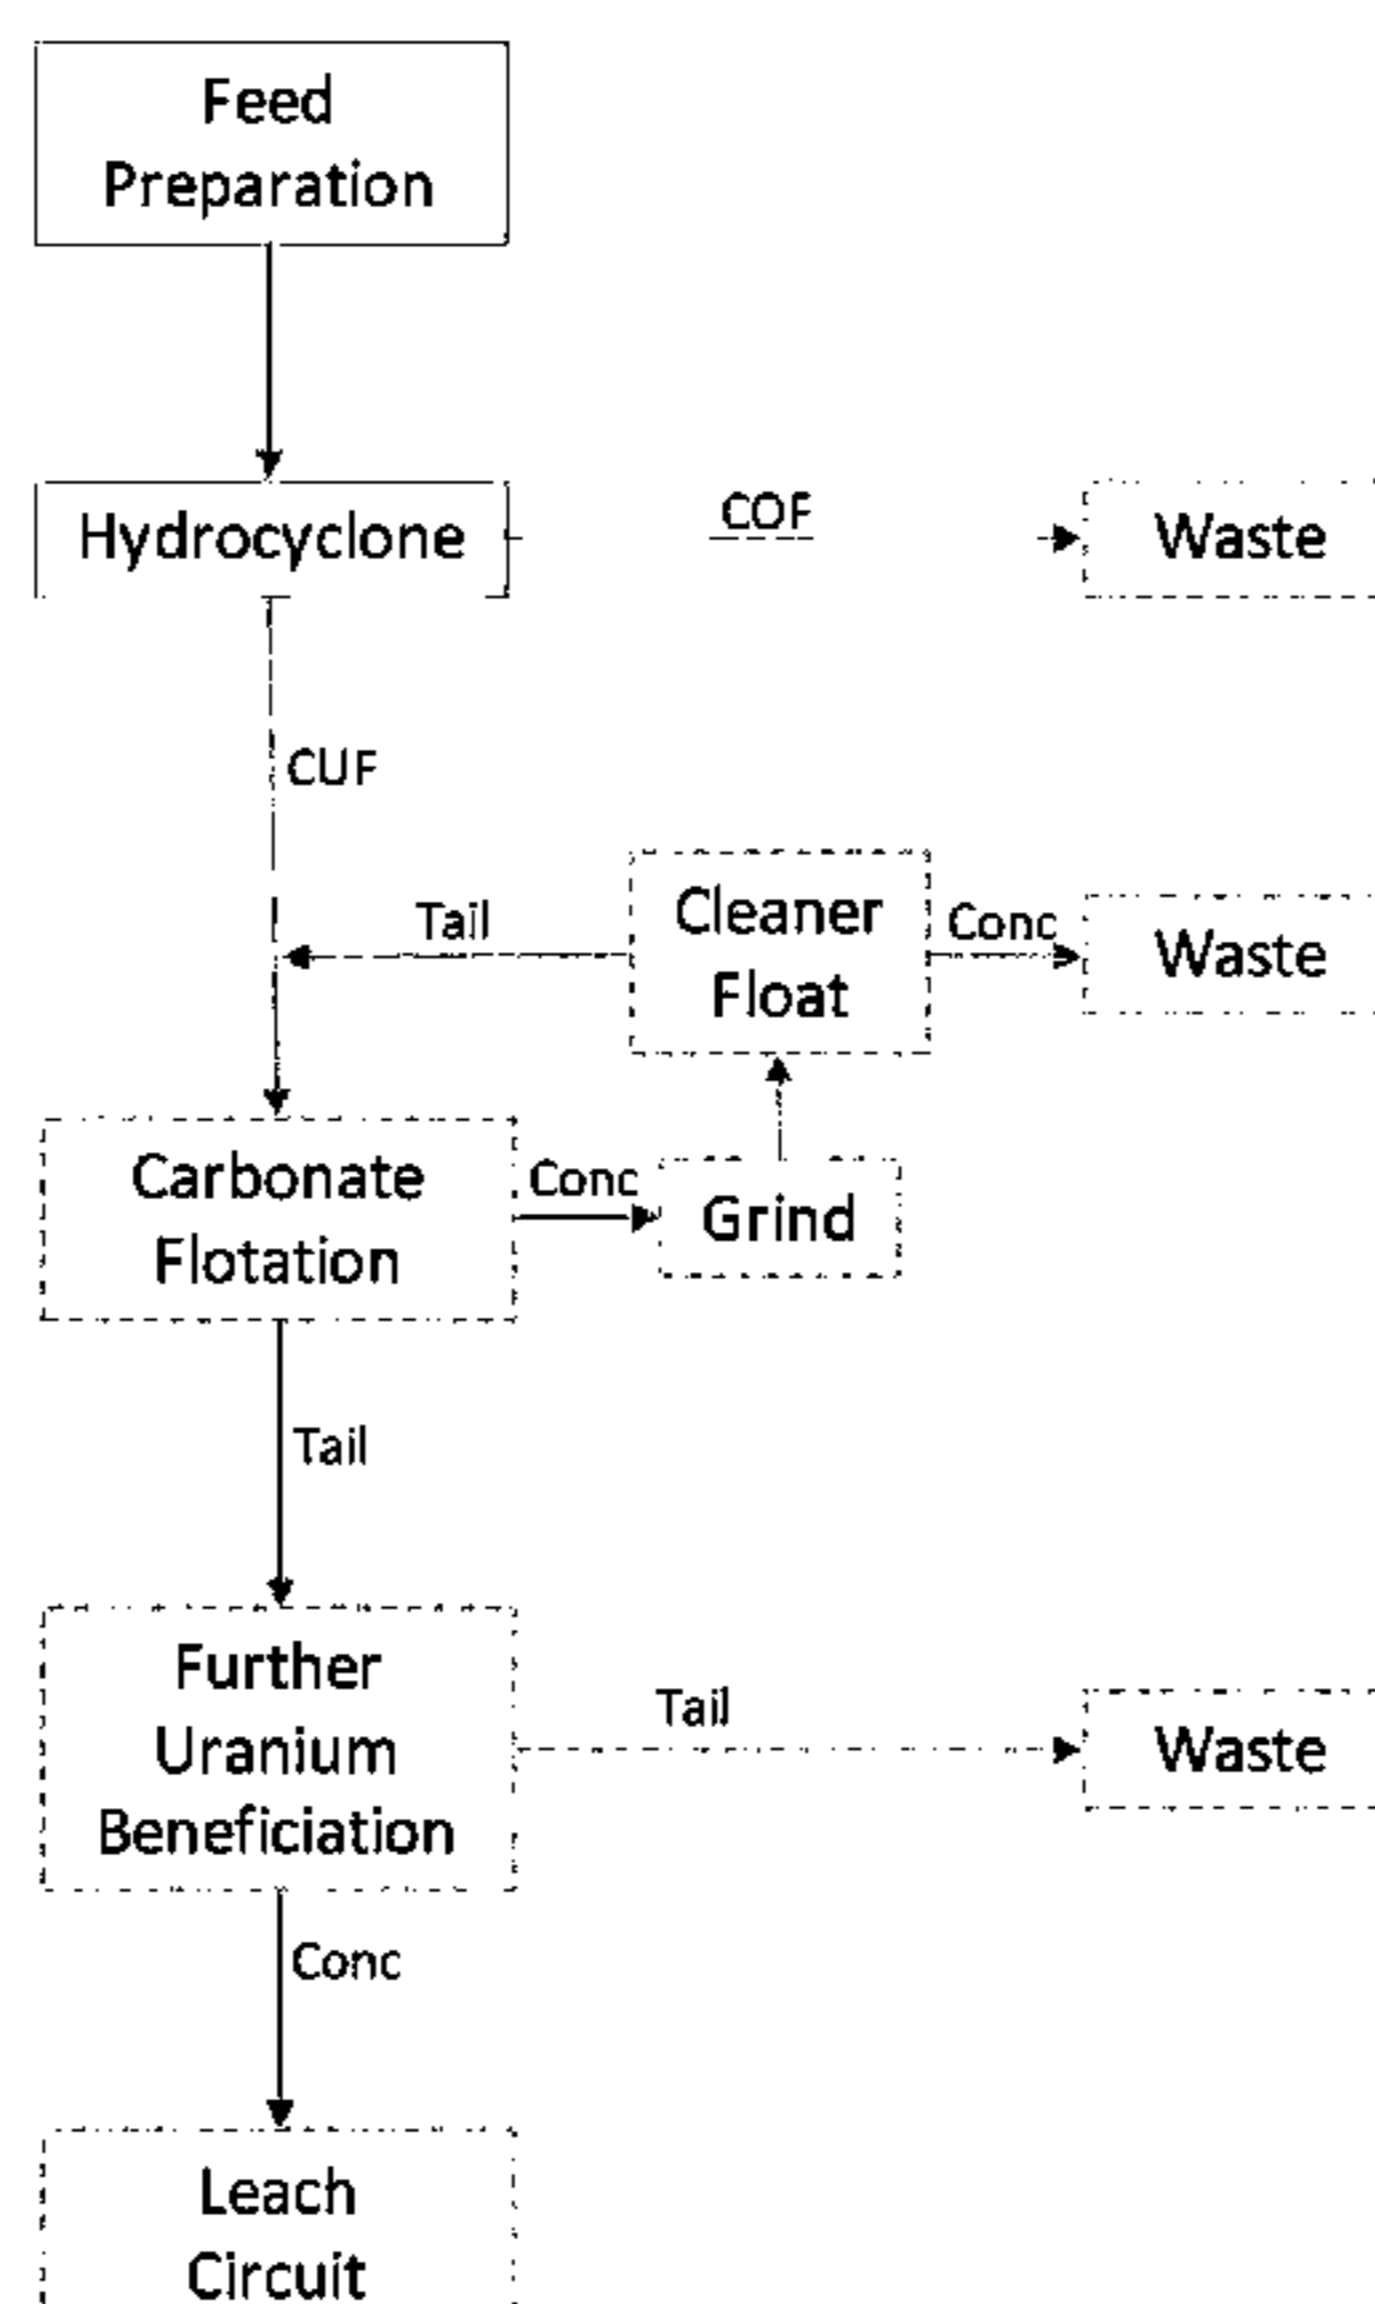 Feed
Preparation
Hydrocyclone
COF
Waste
CUF
Tail
Cleaner
Float
Conc
Waste
Carbonate
Flotation
Conc
Grind
Tail
Further
Uranium
Beneficiation
Tail
Waste
Conc
Leach
Circuit